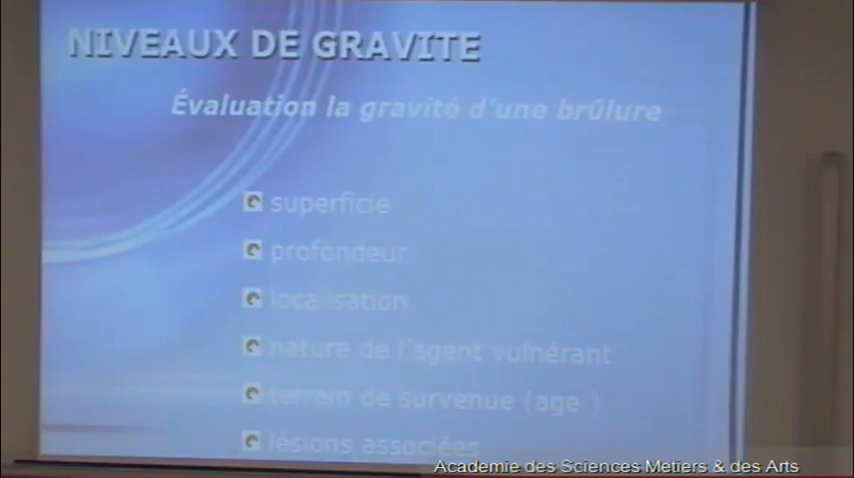 NIVEAUX DE GRAVITE
Évaluation la gravité d'une brûlure
superficie
profondeur
localisation
nature de l'agent vulnérant
terrain de survenue (age )
lésions associées
Academie des Sciences Metiers & des Arts